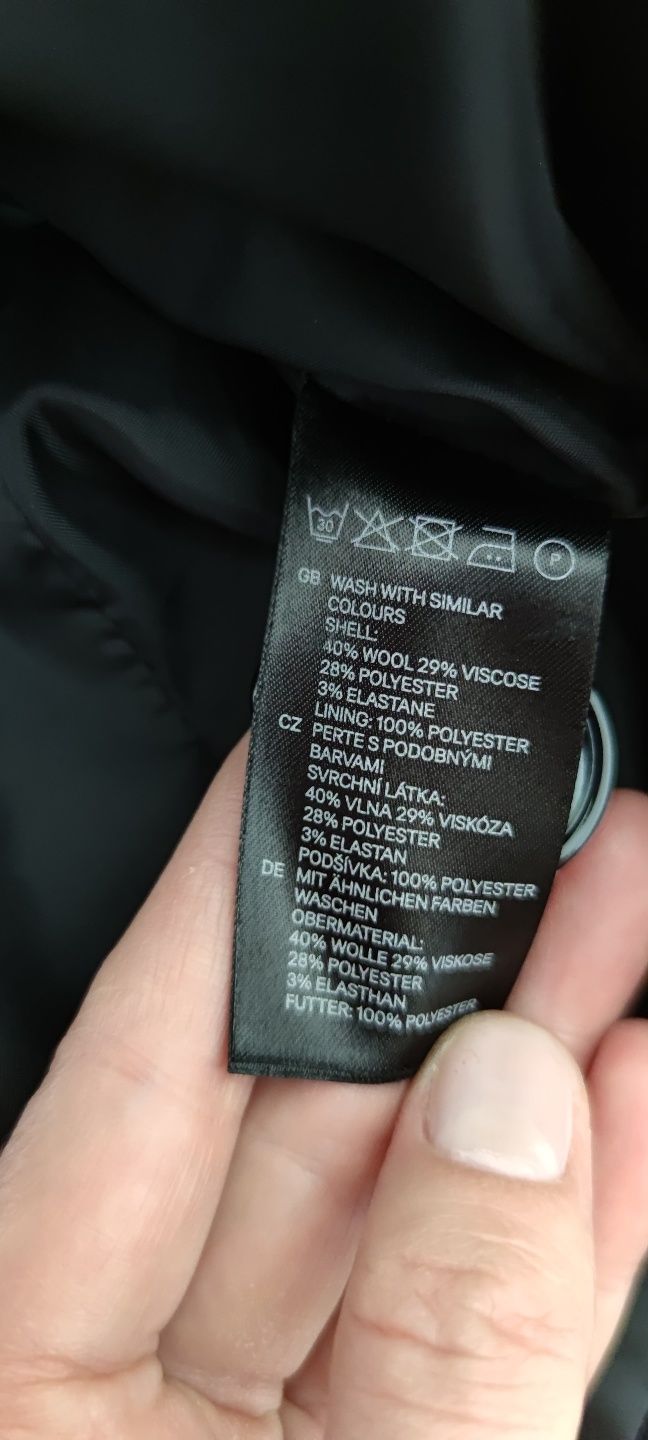 30
P
GB WASH WITH SIMILAR
COLOURS
SHELL:
40% WOOL 29% VISCOSE
28% POLYESTER
3% ELASTANE
LINING: 100% POLYESTER
CZ PERTE S PODOBNÝMI
BARVAMI
SVRCHNÍ LÁTKA:
40% VLNA 29% VISKÓZA
28% POLYESTER
3% ELASTAN
PODŠÍVKA: 100% POLYESTER
DE MIT ÄHNLICHEN FARBEN
WASCHEN
OBERMATERIAL:
40% WOLLE 29% VISKOSE
28% POLYESTER
3% ELASTHAN
FUTTER: 100% POLYESTER